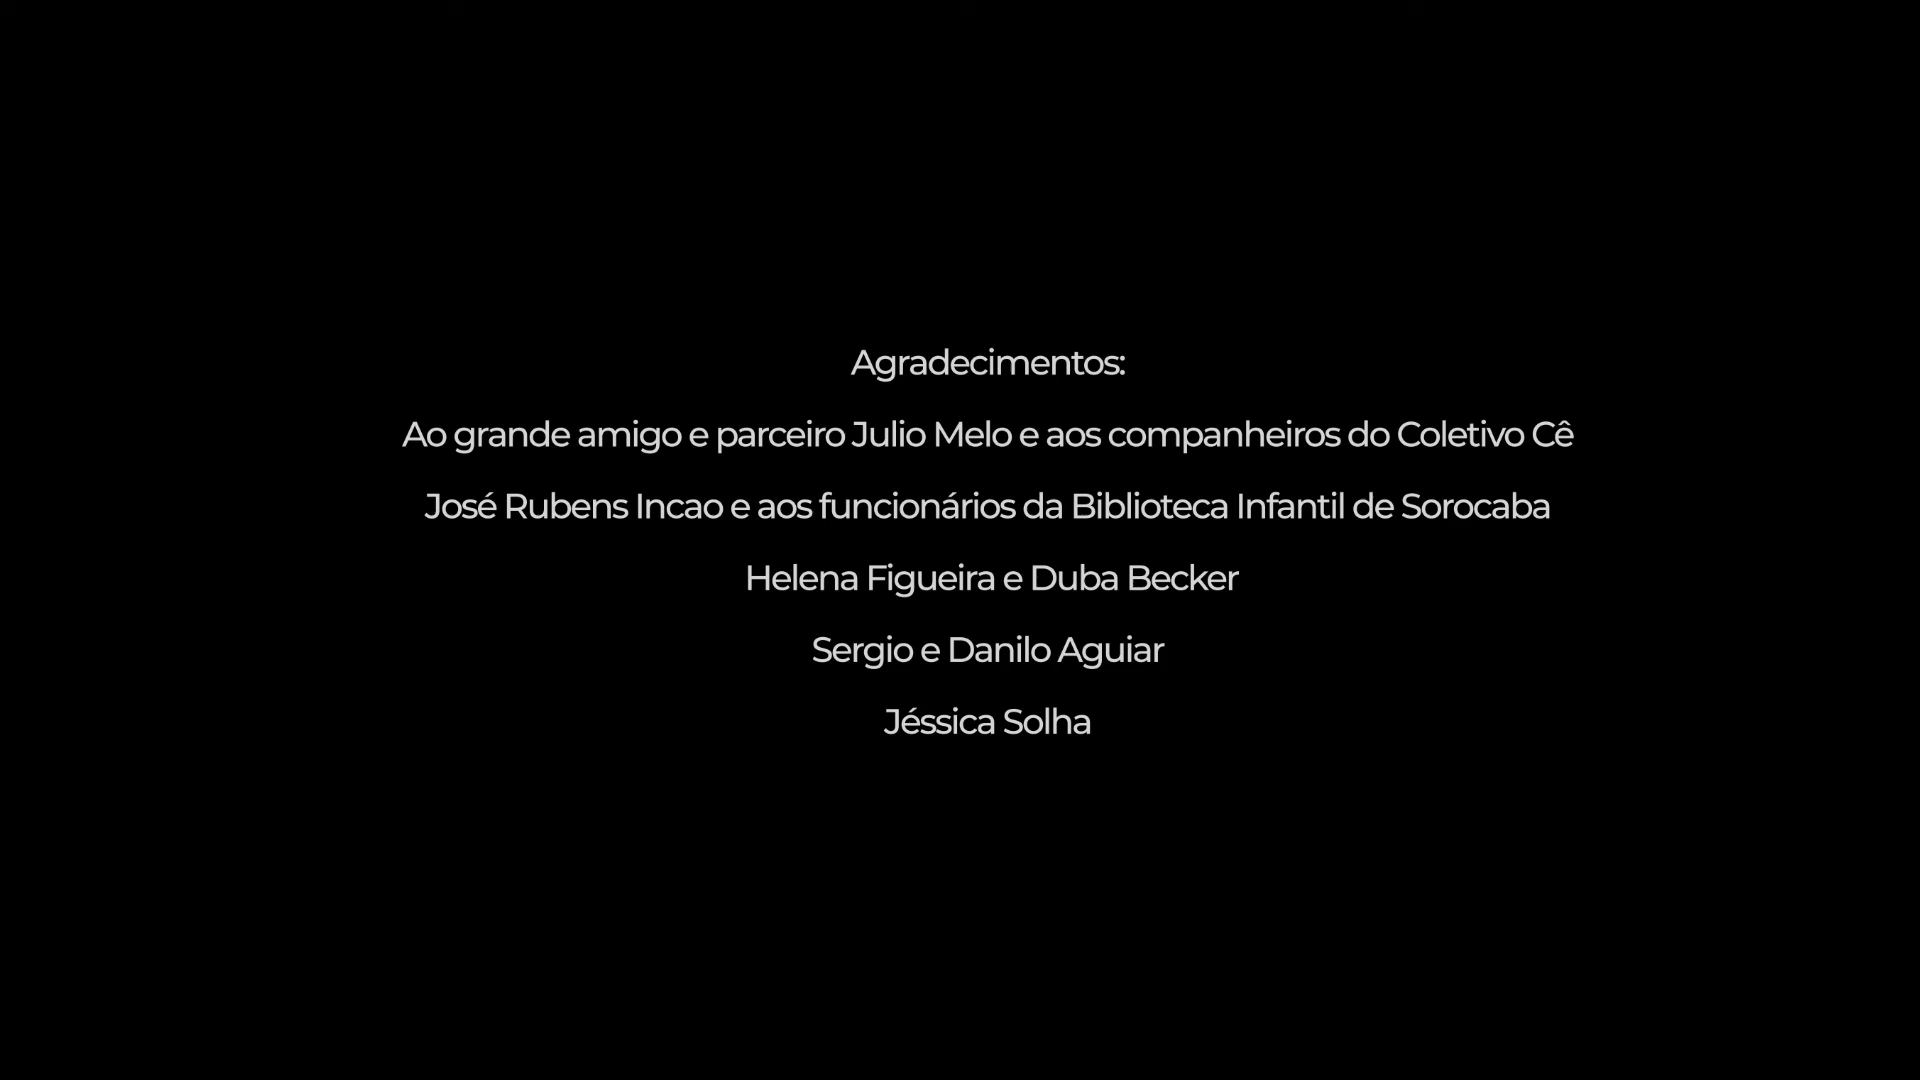 Agradecimentos:
Ao grande amigo e parceiro Julio Melo e aos companheiros do Coletivo Cê
José Rubens Incao e aos funcionários da Biblioteca Infantil de Sorocaba
Helena Figueira e Duba Becker
Sergio e Danilo Aguiar
Jéssica Solha